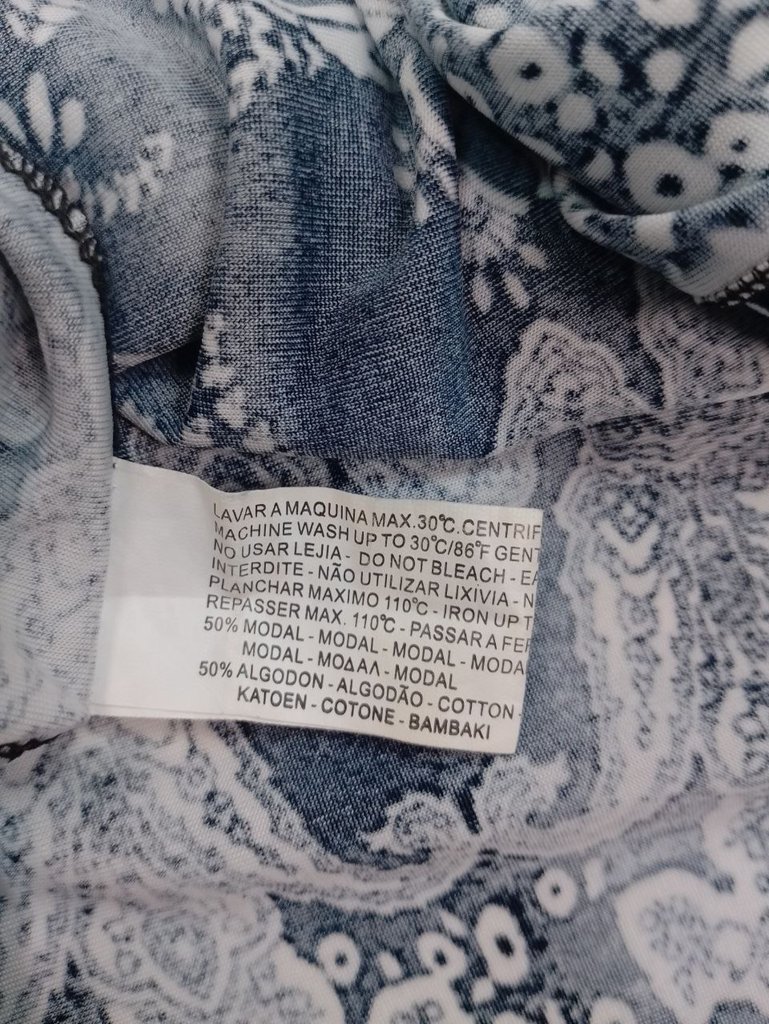 LAVAR A MAQUINA MAX.30°C.CENTRIF
MACHINE WASH UP TO 30°C/86°F GENT
NO USAR LEJIA - DO NOT BLEACH - EA
INTERDITE - NÃO UTILIZAR LIXÍVIA - N
PLANCHAR MAXIMO 110°C - IRON UP T
REPASSER MAX. 110°C - PASSAR A FER
50% MODAL - MODAL - MODAL - MODA
MODAL - ΜΟΔΑΛ - MODAL
50% ALGODON - ALGODÃO - COTTON -
KATOEN - COTONE - BAMBAKI